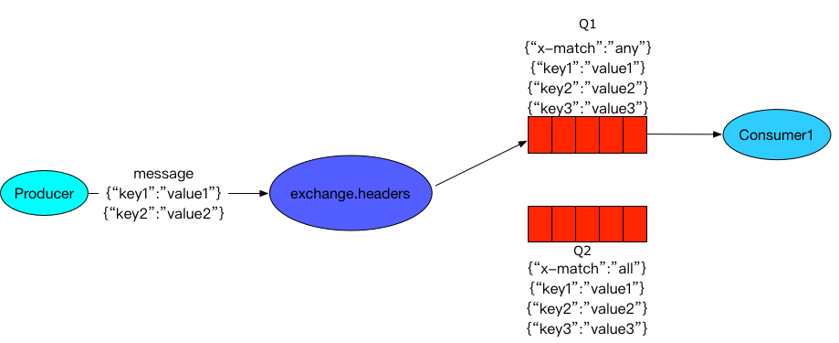 Q1
{“x-match”:”any”}
{“key1”:”value1”}
{“key2”:”value2”}
{“key3”:”value3”}
Consumer1
message
Producer
{“key1”:”value1”}
{“key2”:”value2”}
exchange.headers
Q2
{“x-match”:”all”}
{“key1”:”value1”}
{“key2”:”value2”}
{“key3”:”value3”}